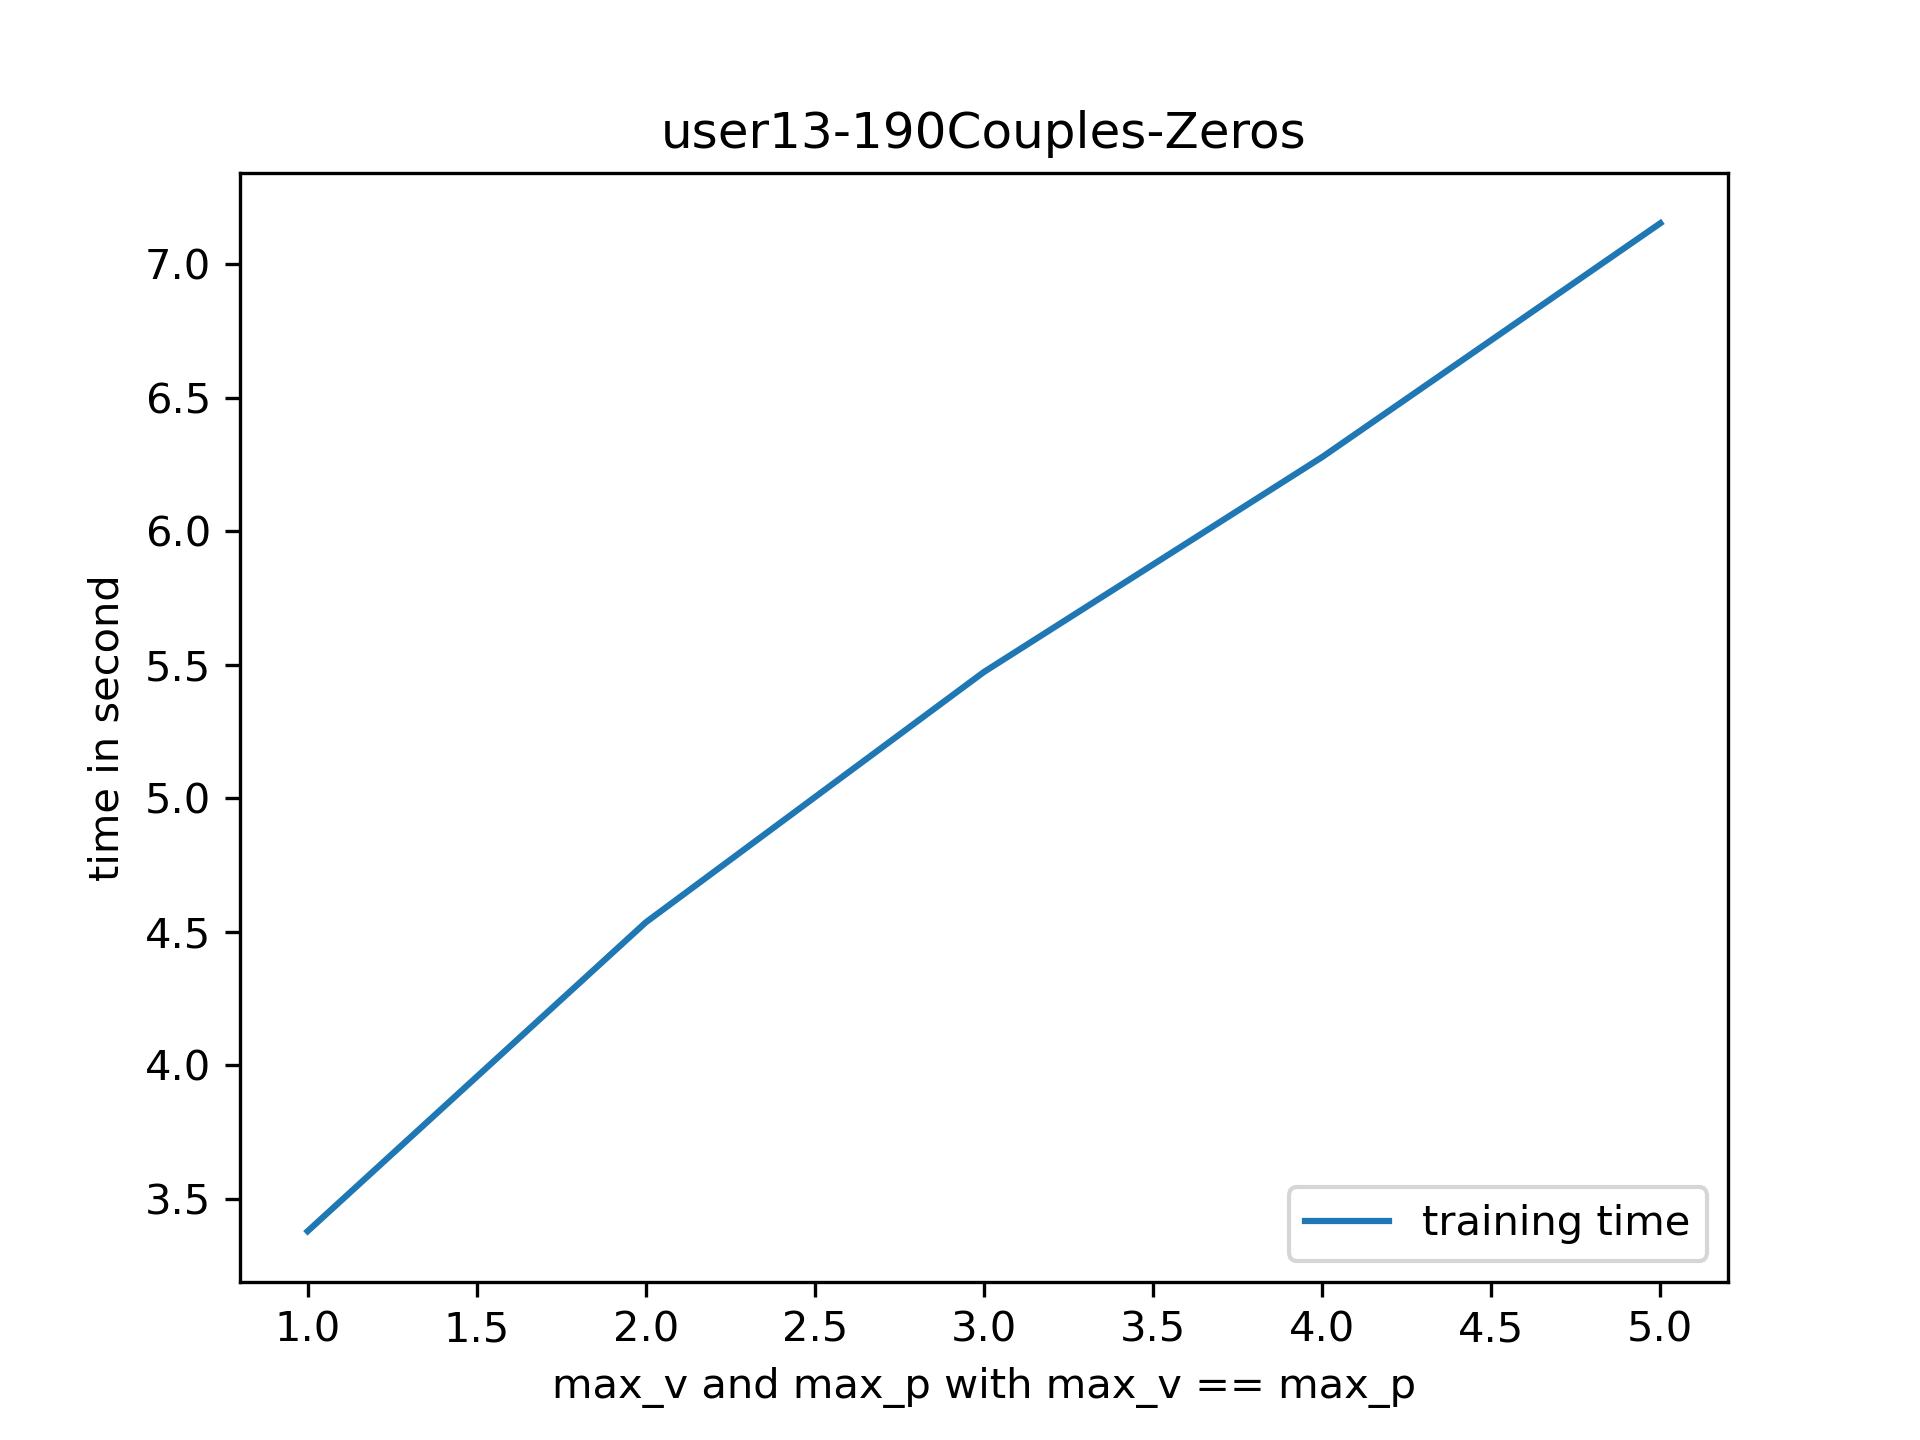 user13-190Couples-Zeros
time in second
7.0
6.5
6.0
5.5
5.0
4.5
4.0
3.5
training time
1.0 1.5 2.0 2.5 3.0 3.5 4.0 4.5 5.0
max_v and max_p with max_v == max_p